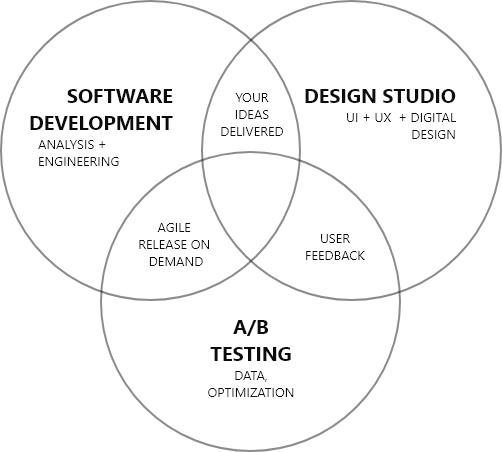 SOFTWARE
DEVELOPMENT
ANALYSIS +
ENGINEERING
YOUR
IDEAS
DELIVERED
DESIGN STUDIO
UI + UX + DIGITAL
DESIGN
AGILE
RELEASE ON
DEMAND
USER
FEEDBACK
A/B
TESTING
DATA,
OPTIMIZATION